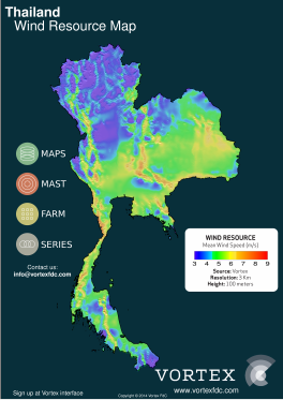 Thailand
Wind Resource Map
MAPS
MAST
FARM
SERIES
Contact us:
info@vortexfdc.com
WIND RESOURCE
Mean Wind Speed [m/s]
3 4 5 6 7 8 9
Source: Vortex
Resolution: 3 Km
Height: 100 meters
VORTEX
www.vortexfdc.com
Sign up at Vortex interface
Copyright © 2014 Vortex FdC